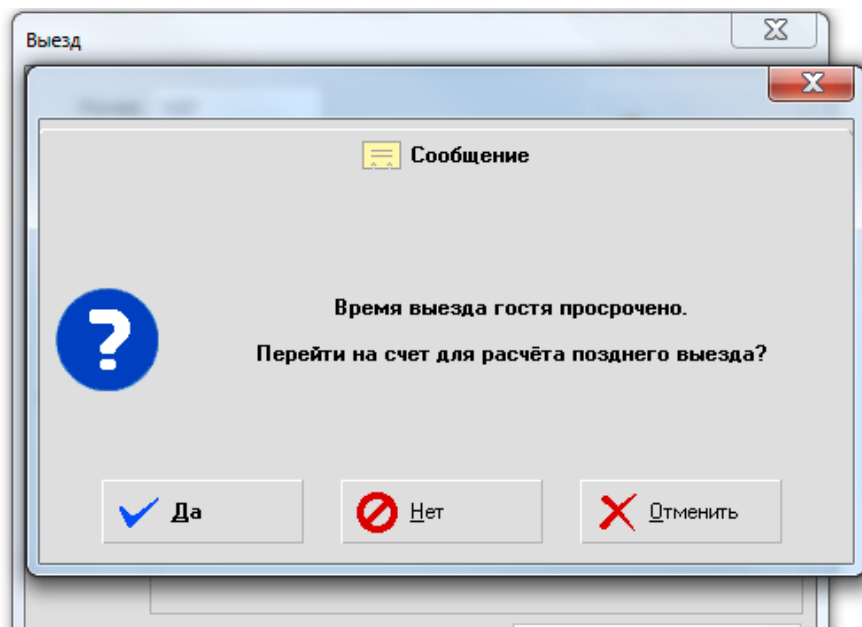 Выезд
Сообщение
Время выезда гостя просрочено.
Перейти на счет для расчёта позднего выезда?
Да
Нет
Отменить